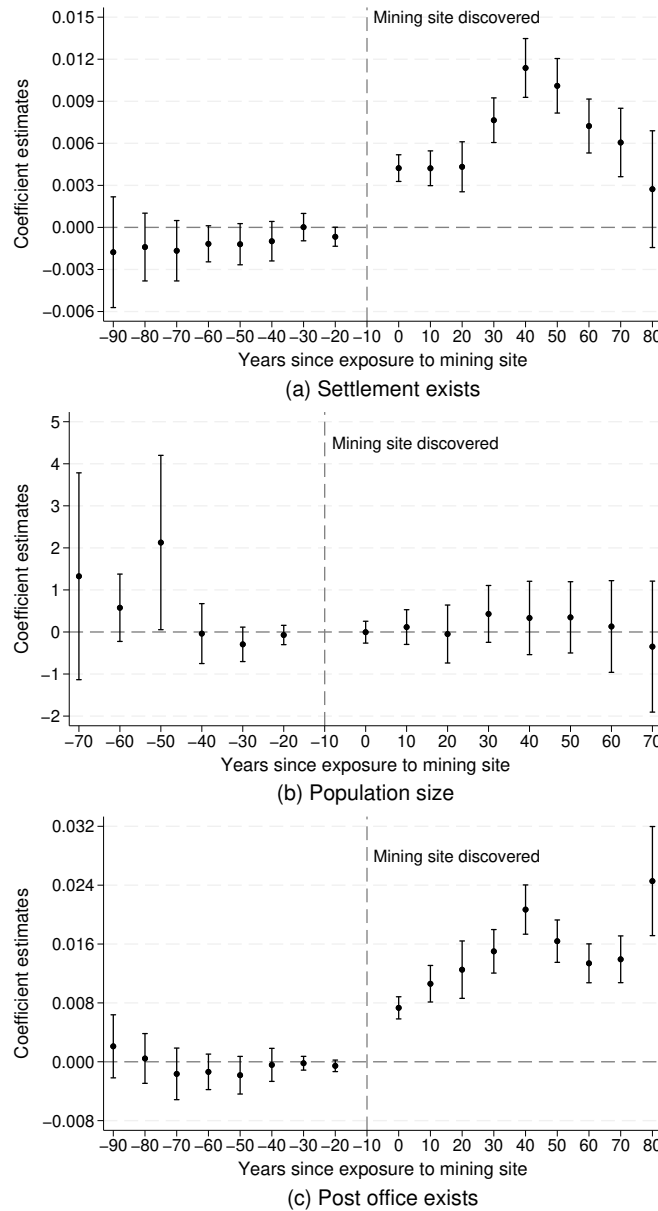 0.015
0.012
0.009
0.006
0.003
0.000
−0.003
−0.006
Coefficient estimates
Mining site discovered
−90 −80 −70 −60 −50 −40 −30 −20 −10 0 10 20 30 40 50 60 70 80
Years since exposure to mining site
(a) Settlement exists
5
4
3
2
1
0
−1
−2
Coefficient estimates
Mining site discovered
−70 −60 −50 −40 −30 −20 −10 0 10 20 30 40 50 60 70
Years since exposure to mining site
(b) Population size
0.032
0.024
0.016
0.008
0.000
−0.008
Coefficient estimates
Mining site discovered
−90 −80 −70 −60 −50 −40 −30 −20 −10 0 10 20 30 40 50 60 70 80
Years since exposure to mining site
(c) Post office exists